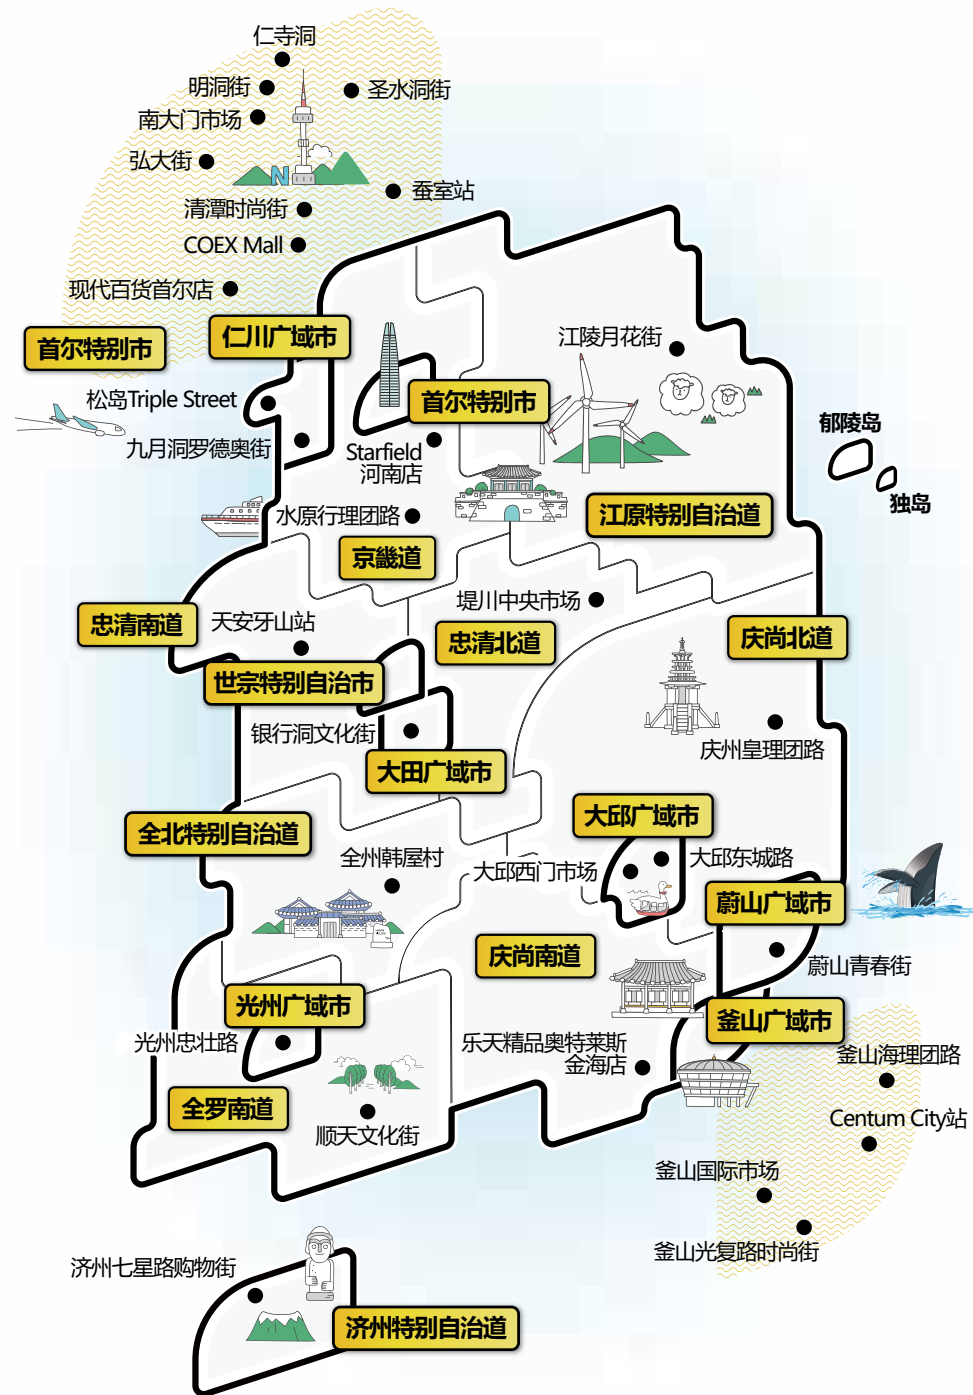 仁寺洞
明洞街
圣水洞街
南大门市场
弘大街
蚕室站
清潭时尚街
COEX Mall
现代百货首尔店
首尔特别市
仁川广域市
江陵月花街
松岛Triple Street
首尔特别市
郁陵岛
九月洞罗德奥街
Starfield
河南店
独岛
水原行理团路
江原特别自治道
京畿道
堤川中央市场
忠清南道
天安牙山站
忠清北道
庆尚北道
世宗特别自治市
银行洞文化街
庆州皇理团路
大田广域市
大邱广域市
全北特别自治道
全州韩屋村
大邱西门市场
大邱东城路
蔚山广域市
庆尚南道
蔚山青春街
光州广域市
釜山广域市
光州忠壮路
乐天精品奥特莱斯
金海店
釜山海理团路
全罗南道
Centum City站
顺天文化街
釜山国际市场
釜山光复路时尚街
济州七星路购物街
济州特别自治道